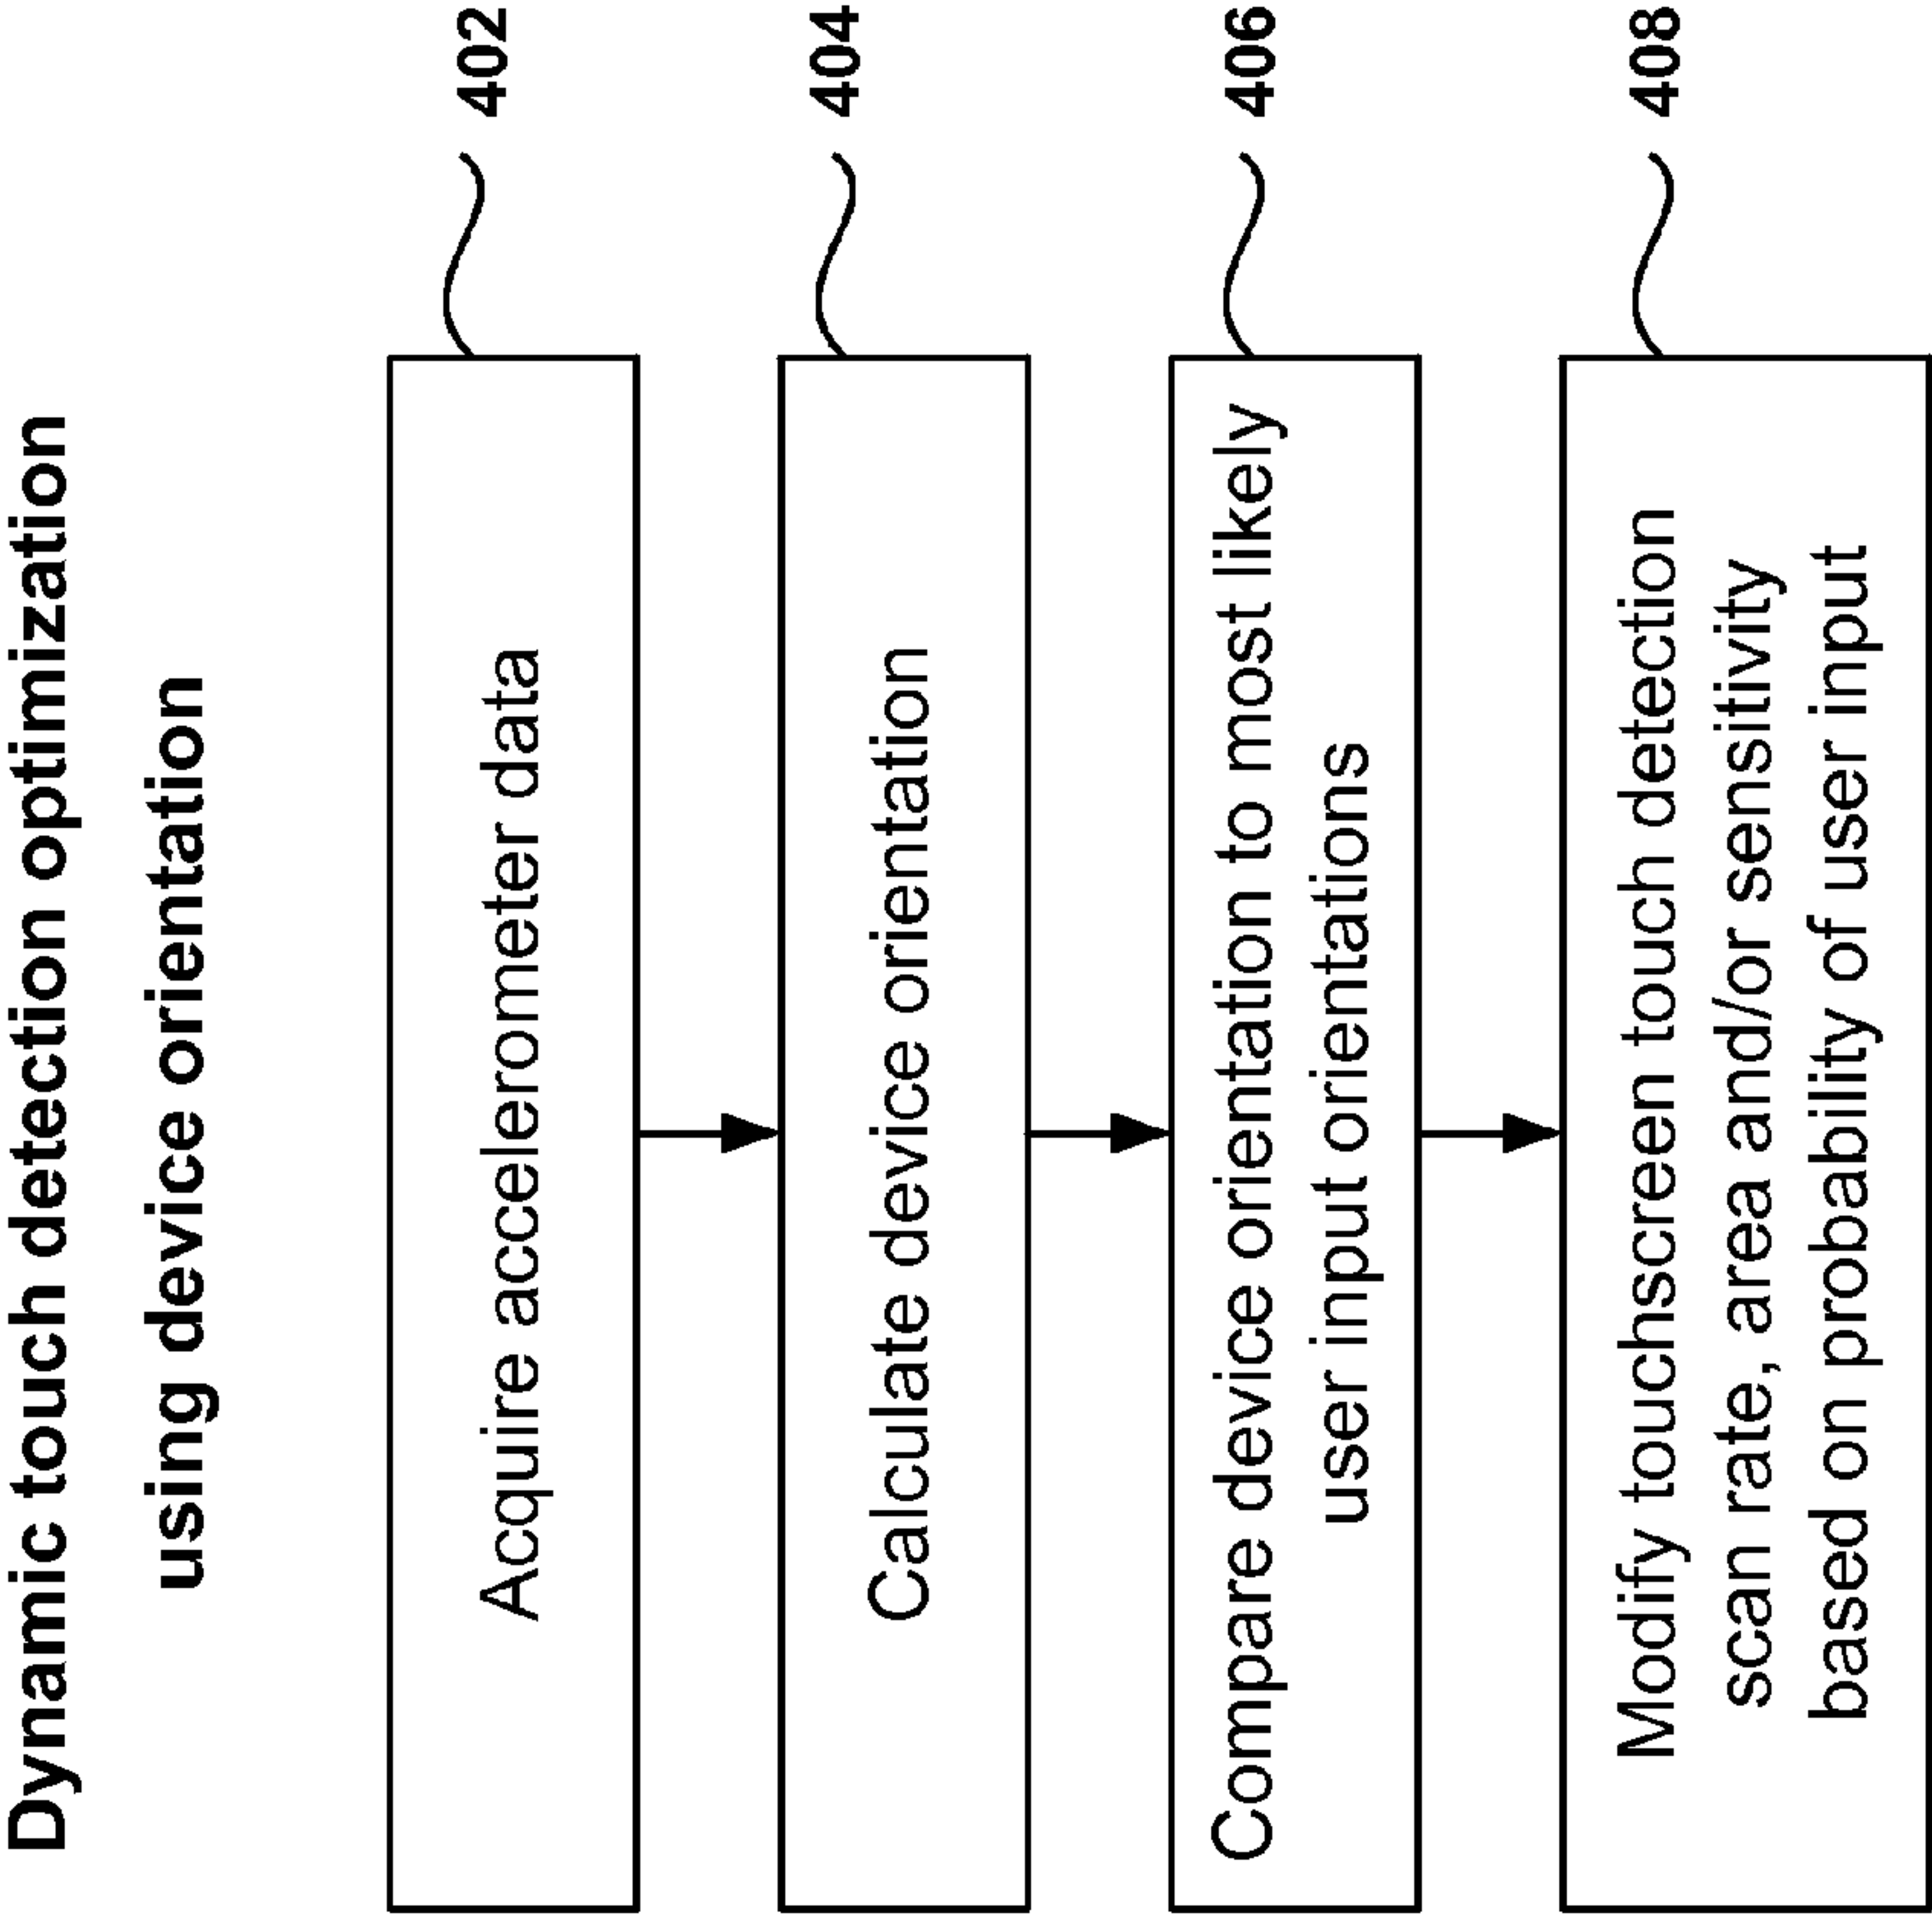 Dynamic touch detection optimization
using device orientation
Acquire accelerometer data
402
Calculate device orientation
404
Compare device orientation to most likely
user input orientations
406
Modify touchscreen touch detection
scan rate, area and/or sensitivity
based on probability of user input
408